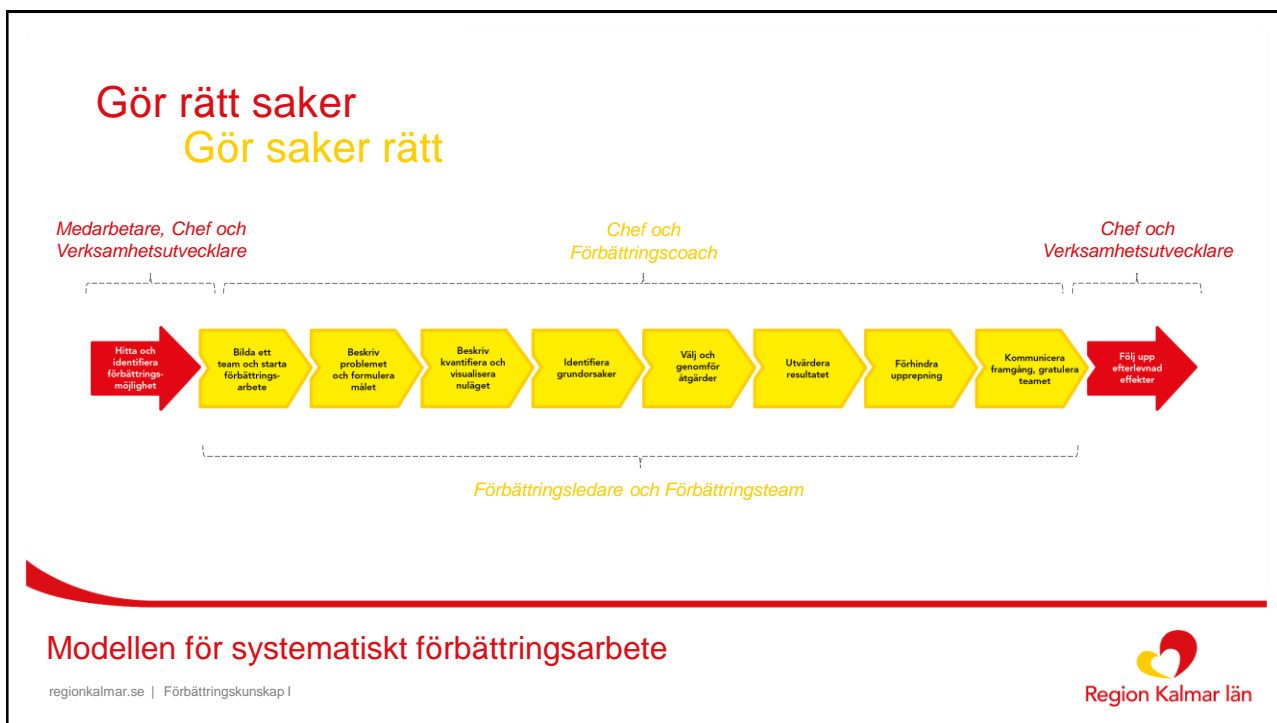 Gör rätt saker
Gör saker rätt
Medarbetare, Chef och
Verksamhetsutvecklare
Chef och
Förbättringscoach
Chef och
Verksamhetsutvecklare
Hitta och
identifiera
förbättrings-
möjlighet
Bilda ett
team och starta
förbättrings-
arbete
Beskriv
problemet
och formulera
målet
Beskriv
kvantifiera och
visualisera
nuläget
Identifiera
grundorsaker
Välj och
genomför
åtgärder
Utvärdera
resultatet
Förhindra
upprepning
Kommunicera
framgång, gratulera
teamet
Följ upp
efterlevnad
effekter
Förbättringsledare och Förbättringsteam
Modellen för systematiskt förbättringsarbete
regionkalmar.se | Förbättringskunskap I
Region Kalmar län